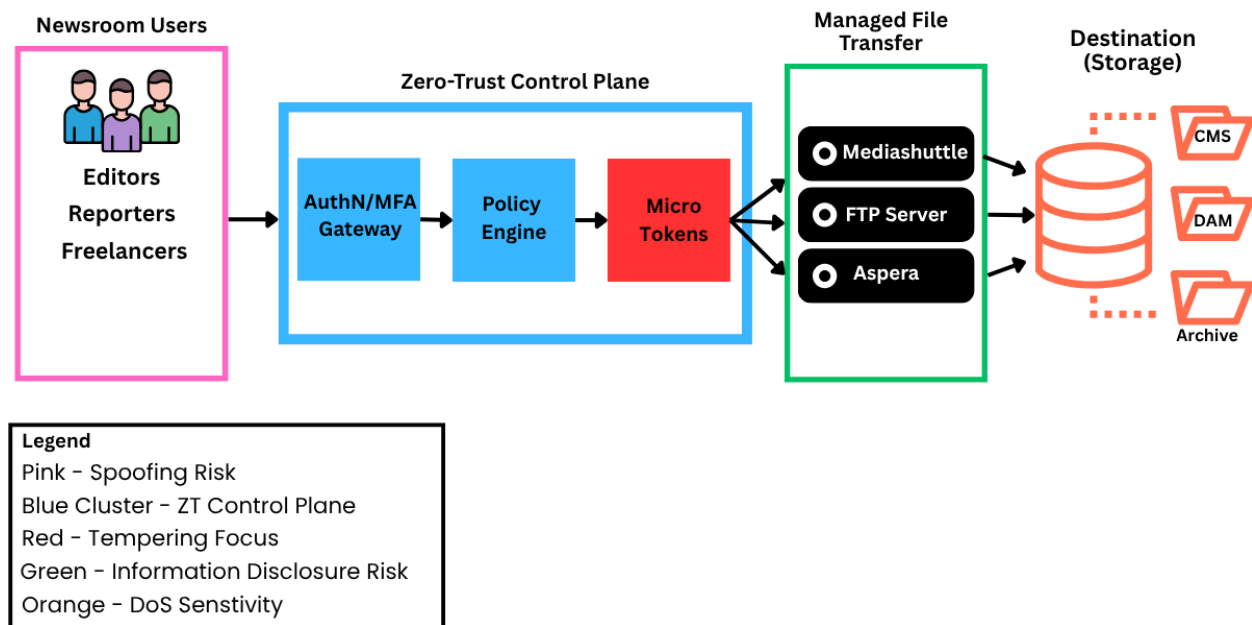 Newsroom Users
Editors
Reporters
Freelancers
Zero-Trust Control Plane
AuthN/MFA
Gateway
Policy
Engine
Micro
Tokens
Managed File
Transfer
Mediashuttle
FTP Server
Aspera
Destination
(Storage)
CMS
DAM
Archive
Legend
Pink - Spoofing Risk
Blue Cluster - ZT Control Plane
Red - Tempering Focus
Green - Information Disclosure Risk
Orange - DoS Senstivity